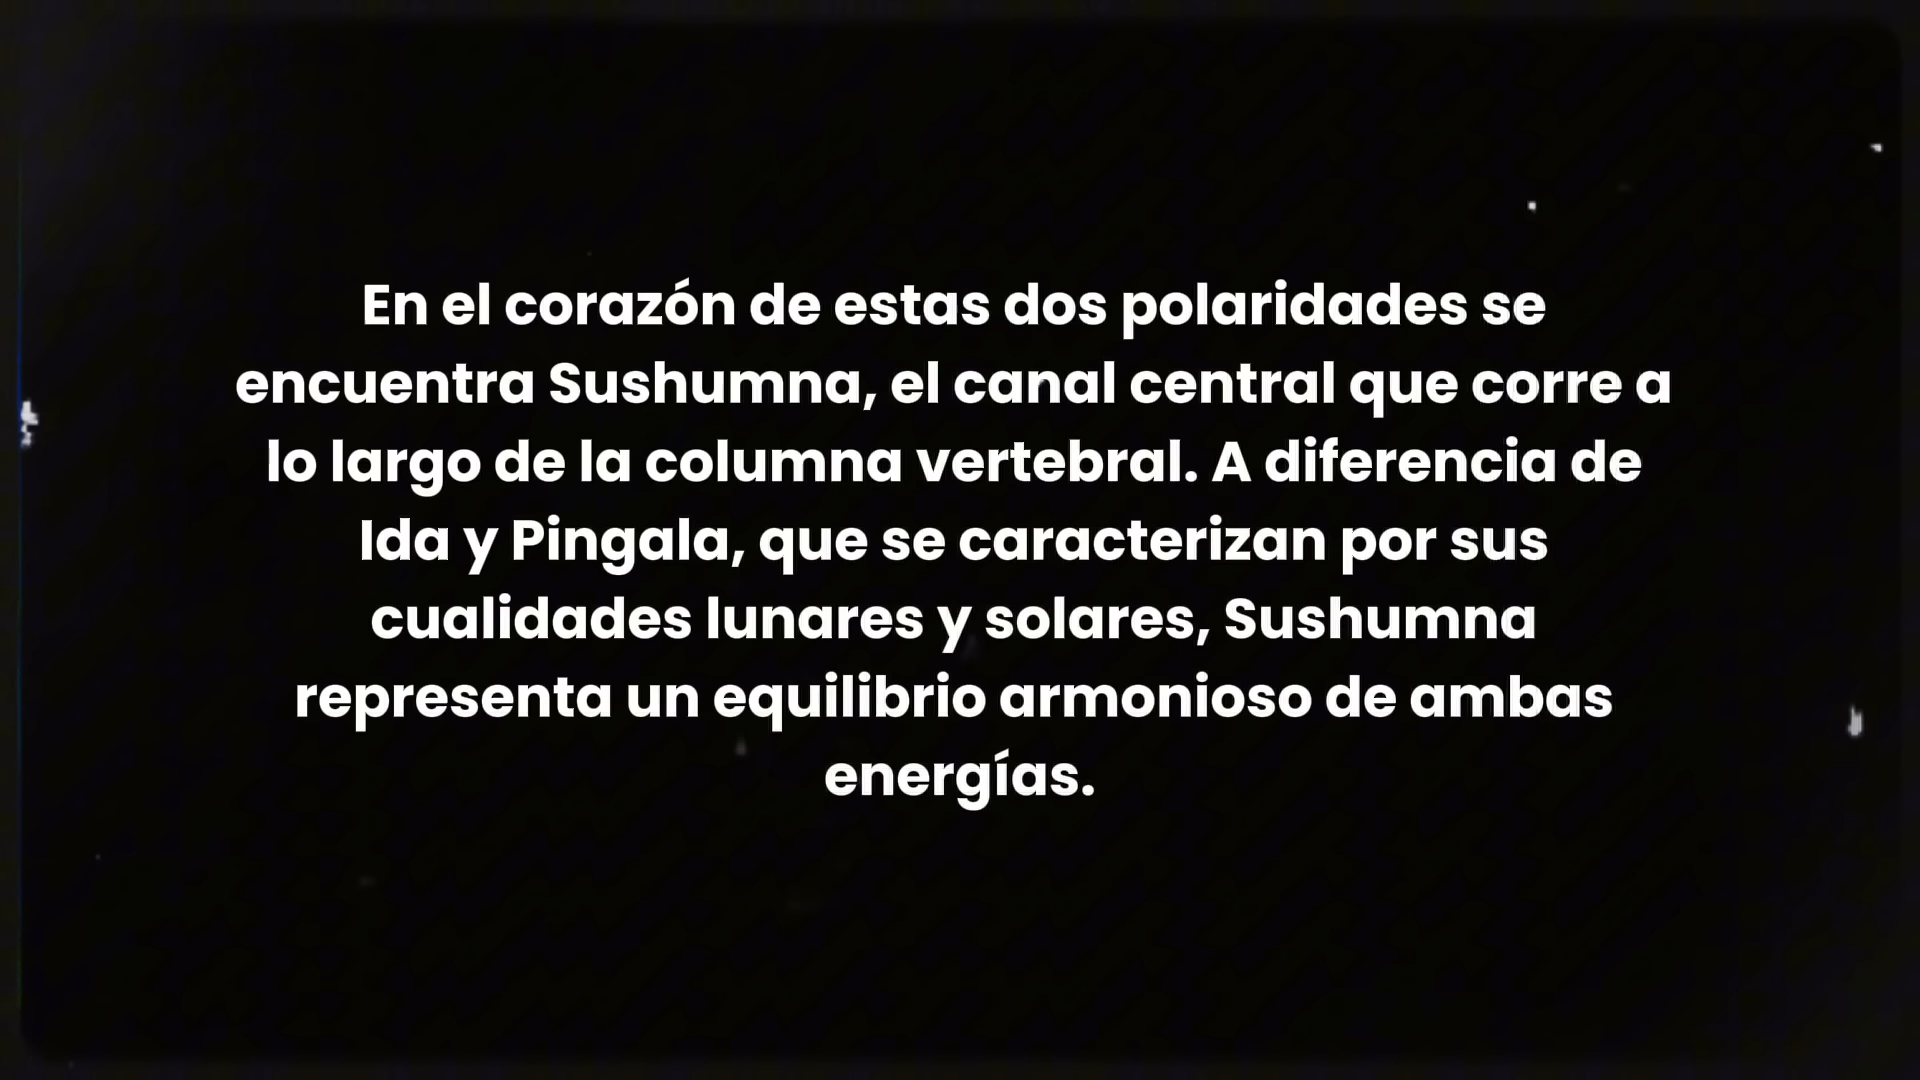 En el corazón de estas dos polaridades se
encuentra Sushumna, el canal central que corre a
lo largo de la columna vertebral. A diferencia de
Ida y Pingala, que se caracterizan por sus
cualidades lunares y solares, Sushumna
representa un equilibrio armonioso de ambas
energías.